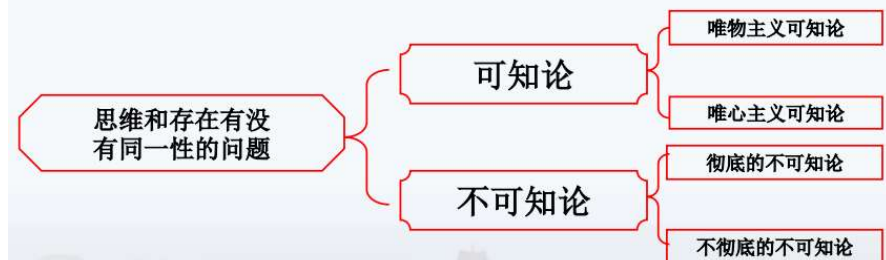 思维和存在有没
有同一性的问题
可知论
唯物主义可知论
唯心主义可知论
不可知论
彻底的不可知论
不彻底的不可知论